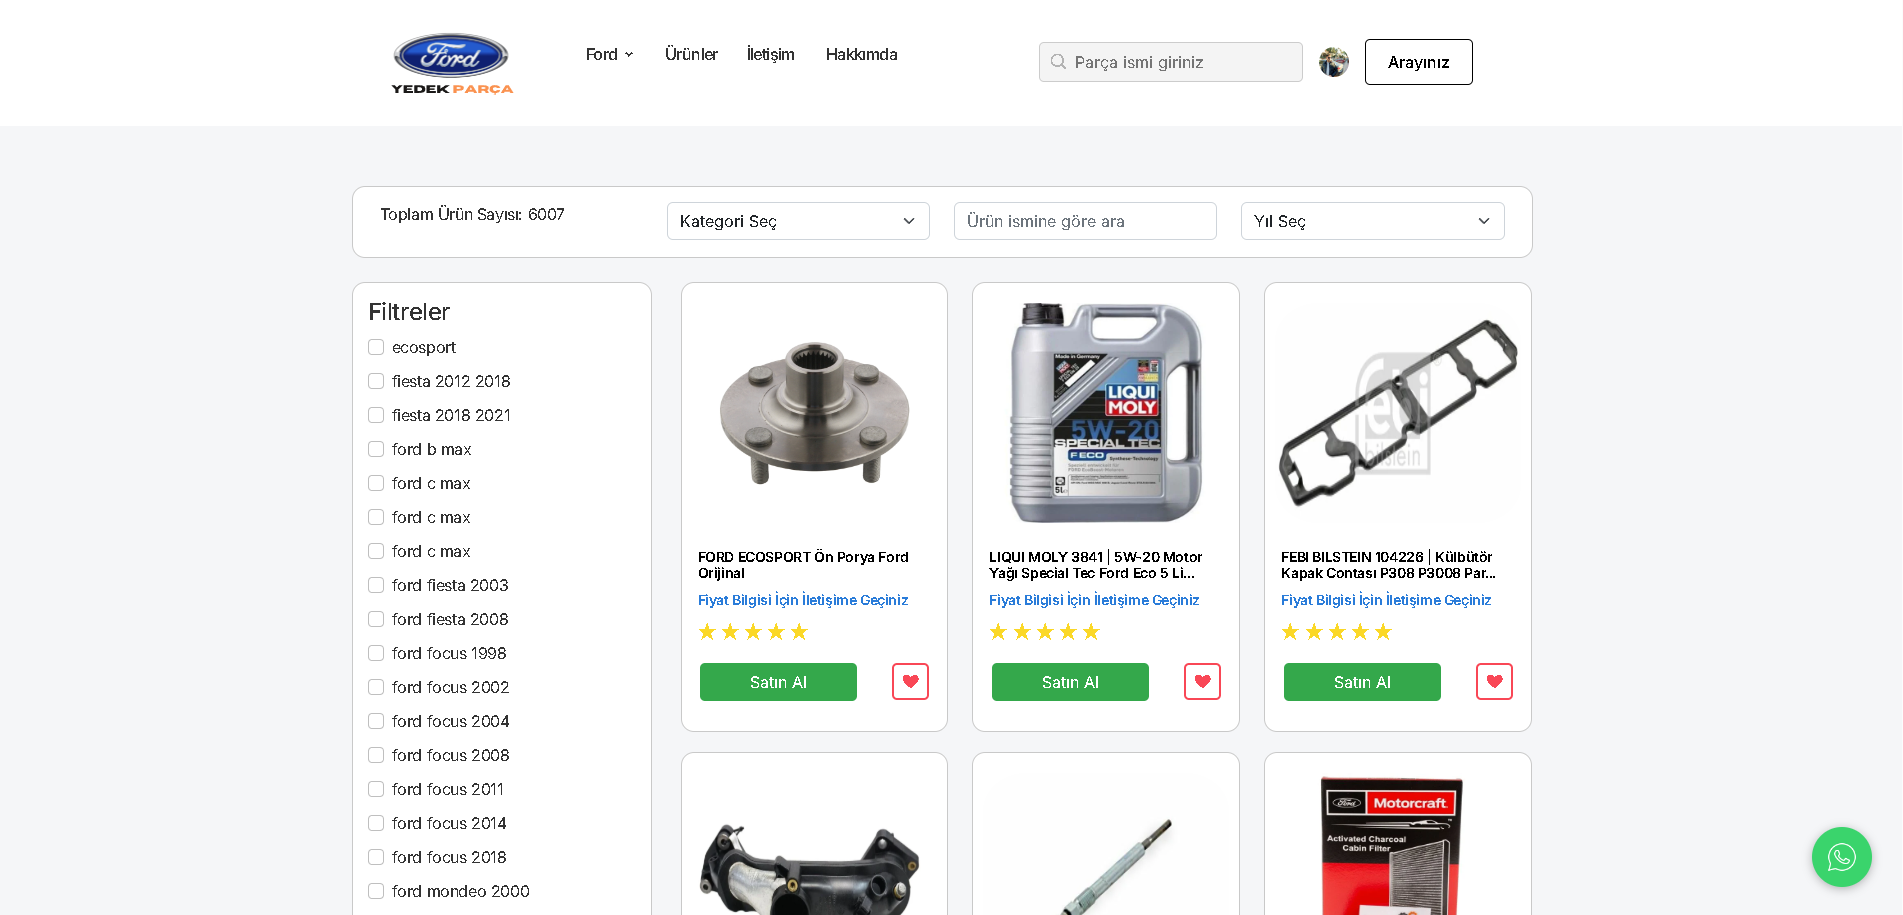 Ford
YEDEK PARÇA
Ford
Ürünler
İletişim
Hakkımda
Parça ismi giriniz
Arayınız
Toplam Ürün Sayısı: 6007
Kategori Seç
Ürün ismine göre ara
Yıl Seç
Filtreler
ecosport
fiesta 2012 2018
fiesta 2018 2021
ford b max
ford c max
ford c max
ford c max
ford fiesta 2003
ford fiesta 2008
ford focus 1998
ford focus 2002
ford focus 2004
ford focus 2008
ford focus 2011
ford focus 2014
ford focus 2018
ford mondeo 2000
FORD ECOSPORT Ön Porya Ford
Orijinal
Fiyat Bilgisi İçin İletişime Geçiniz
Satın Al
Made in Germany
LIQUI
MOLY
5W-20
SPECIAL TEC
F ECO
5L
LIQUI MOLY 3841 | 5W-20 Motor
Yağı Special Tec Ford Eco 5 Li...
Fiyat Bilgisi İçin İletişime Geçiniz
Satın Al
febi
bilstein
FEBI BILSTEIN 104226 | Külbütör
Kapak Contası P308 P3008 Par...
Fiyat Bilgisi İçin İletişime Geçiniz
Satın Al
Ford
Motorcraft
Activated Charcoal
Cabin Filter